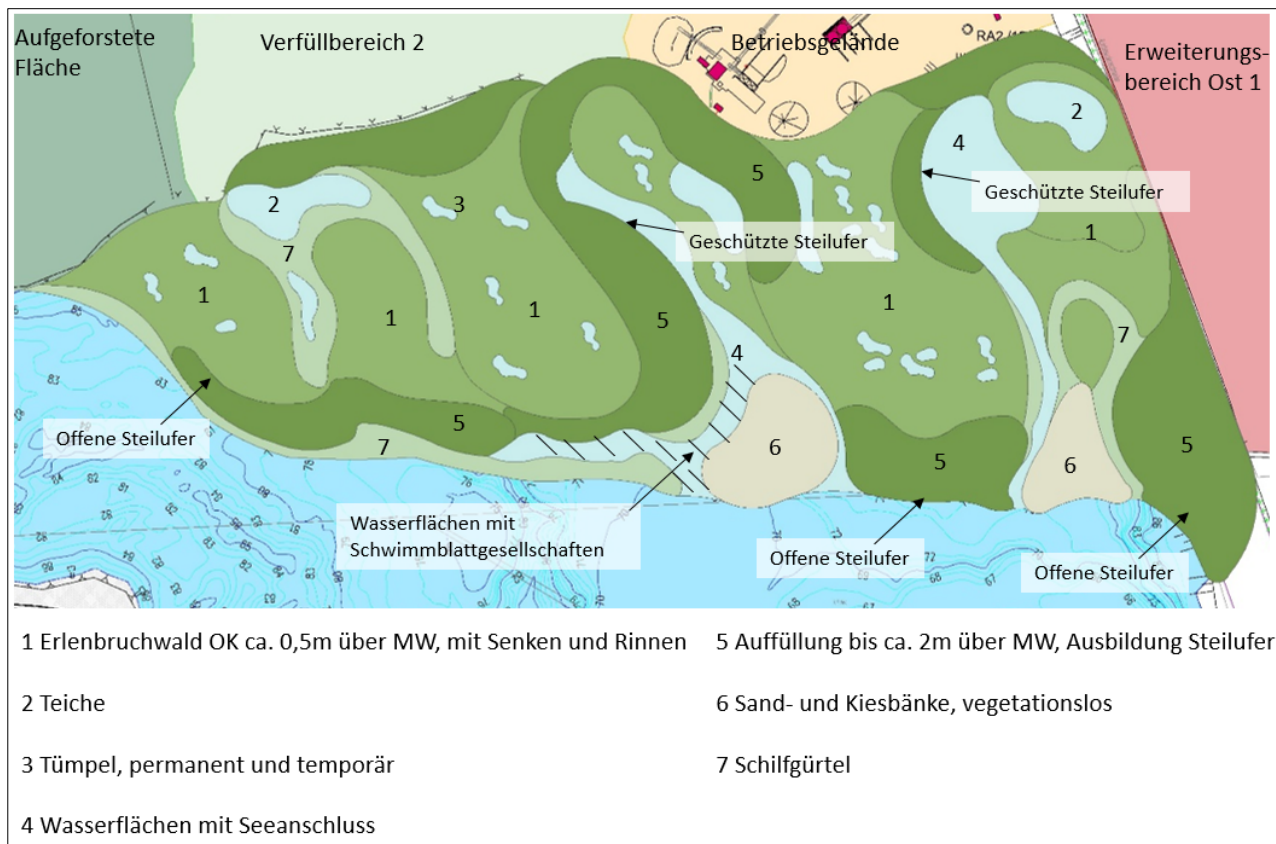 Aufgeforstete
Fläche
Verfüllbereich 2
Betriebsgelände
RA2
Erweiterungs-
bereich Ost 1
2
4
2
3
5
Geschützte Steilufer
Geschützte Steilufer
7
1
1
1
1
5
1
7
4
Offene Steilufer
5
7
6
5
6
5
Wasserflächen mit
Schwimmblattgesellschaften
Offene Steilufer
Offene Steilufer
1 Erlenbruchwald OK ca. 0,5m über MW, mit Senken und Rinnen
2 Teiche
3 Tümpel, permanent und temporär
4 Wasserflächen mit Seeanschluss
5 Auffüllung bis ca. 2m über MW, Ausbildung Steilufer
6 Sand- und Kiesbänke, vegetationslos
7 Schilfgürtel